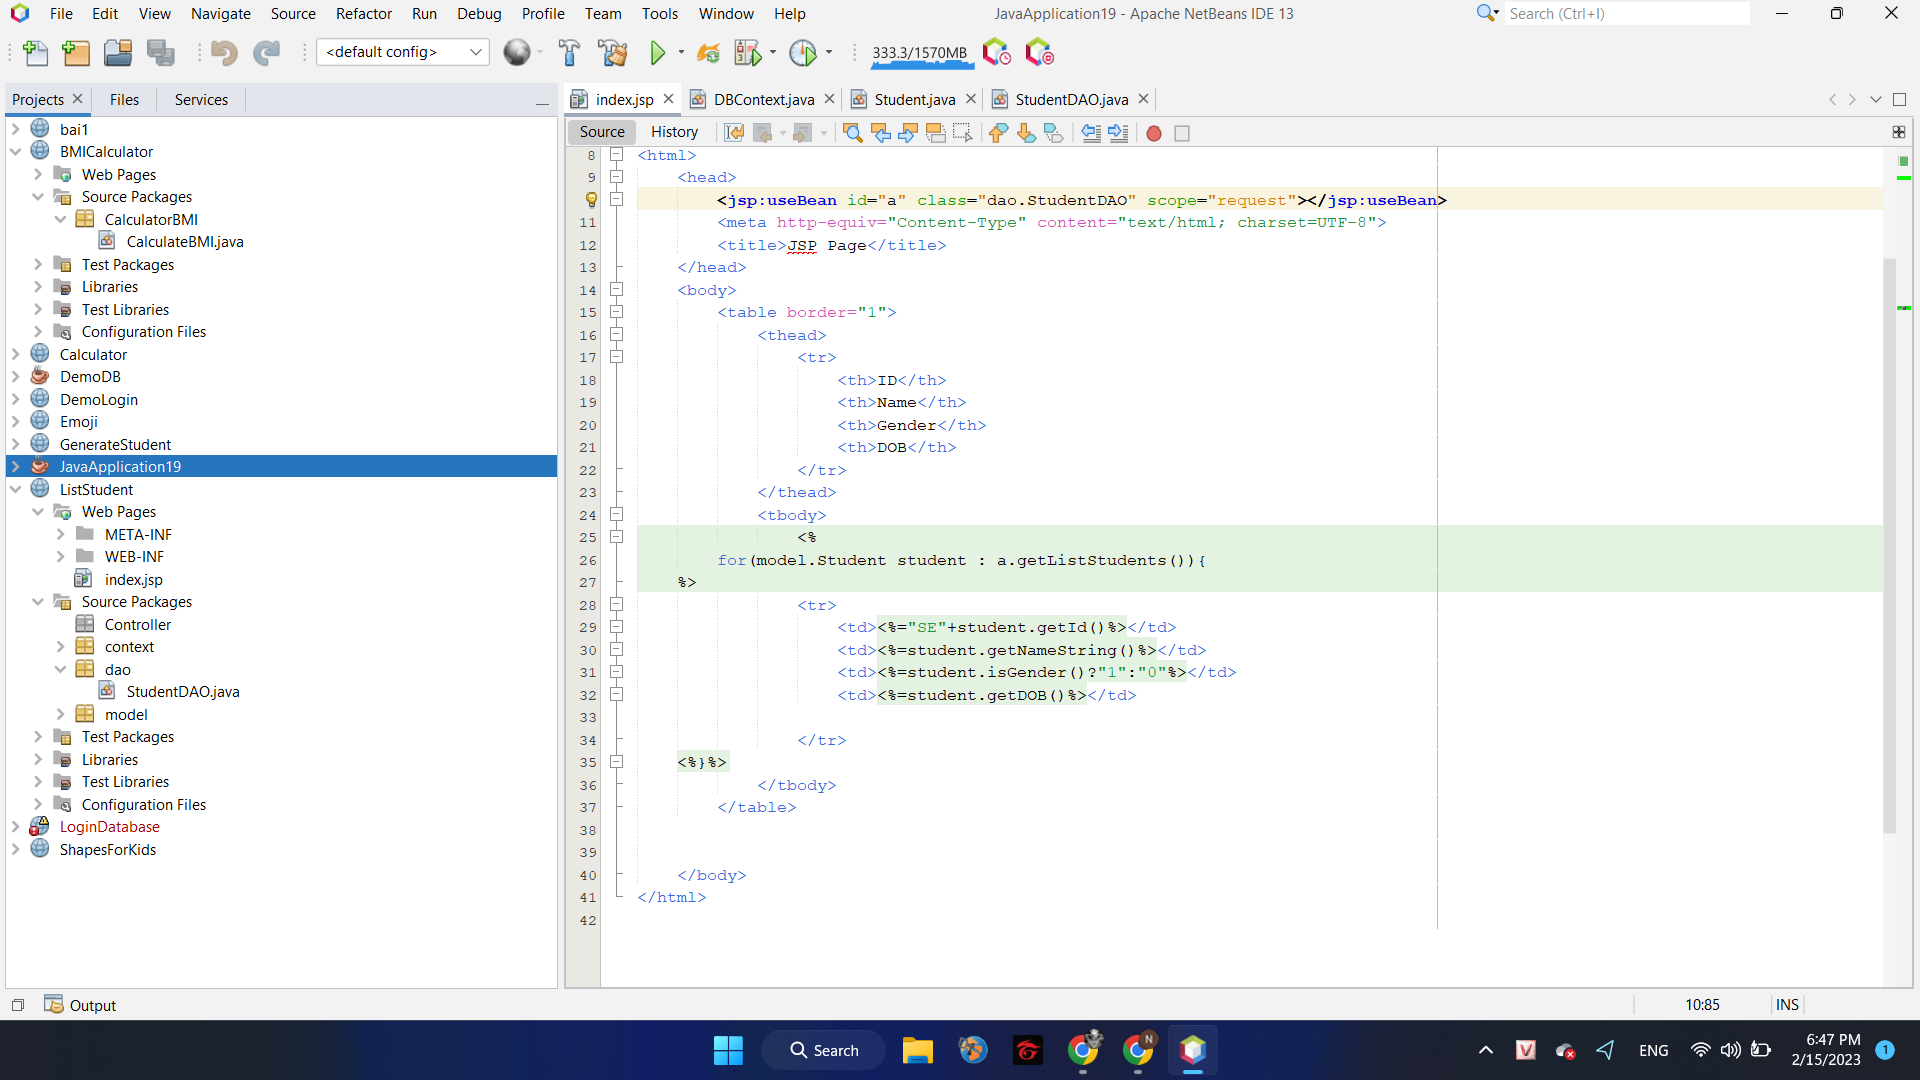 File Edit View Navigate Source Refactor Run Debug Profile Team Tools Window Help JavaApplication19 - Apache NetBeans IDE 13 Search (Ctrl+I)
<default config> 333.3/1570MB
Projects Files Services
bai1
BMICalculator
Web Pages
Source Packages
CalculatorBMI
CalculateBMI.java
Test Packages
Libraries
Test Libraries
Configuration Files
Calculator
DemoDB
DemoLogin
Emoji
GenerateStudent
JavaApplication19
ListStudent
Web Pages
META-INF
WEB-INF
index.jsp
Source Packages
Controller
context
dao
StudentDAO.java
model
Test Packages
Libraries
Test Libraries
Configuration Files
LoginDatabase
ShapesForKids
index.jsp DBContext.java Student.java StudentDAO.java
Source History
8 <html>
9 <head>
<jsp:useBean id="a" class="dao.StudentDAO" scope="request"></jsp:useBean>
11 <meta http-equiv="Content-Type" content="text/html; charset=UTF-8">
12 <title>JSP Page</title>
13 </head>
14 <body>
15 <table border="1">
16 <thead>
17 <tr>
18 <th>ID</th>
19 <th>Name</th>
20 <th>Gender</th>
21 <th>DOB</th>
22 </tr>
23 </thead>
24 <tbody>
25 <%
26 for(model.Student student : a.getListStudents()){
27 %>
28 <tr>
29 <td><%="SE"+student.getId()%></td>
30 <td><%=student.getNameString()%></td>
31 <td><%=student.isGender()?"1":"0"%></td>
32 <td><%=student.getDOB()%></td>
33
34 </tr>
35 <%}%>
36 </tbody>
37 </table>
38
39
40 </body>
41 </html>
42
Output 10:85 INS
Search ENG 6:47 PM 1
2/15/2023